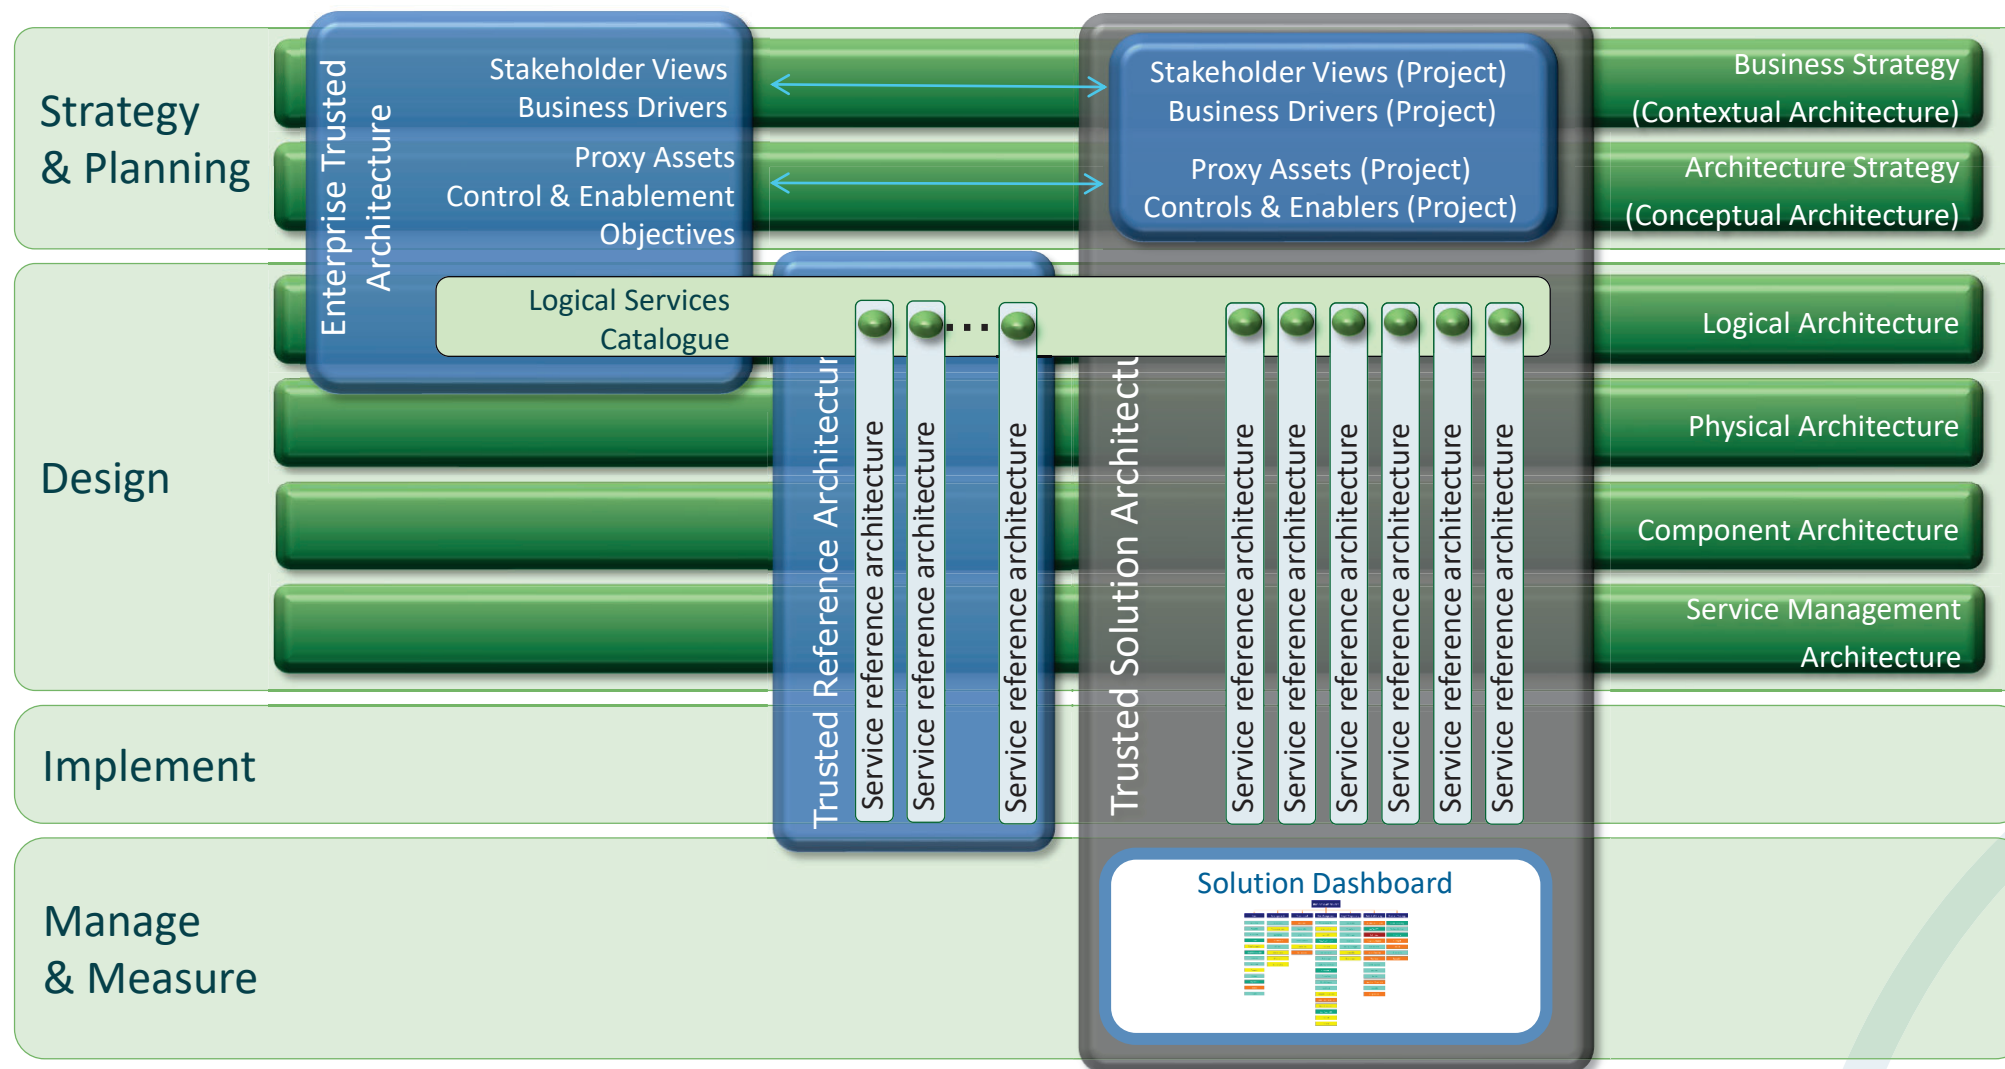 Strategy
& Planning
Enterprise Trusted
Architecture
Stakeholder Views
Business Drivers
Proxy Assets
Control & Enablement
Objectives
Stakeholder Views (Project)
Business Drivers (Project)
Proxy Assets (Project)
Controls & Enablers (Project)
Business Strategy
(Contextual Architecture)
Architecture Strategy
(Conceptual Architecture)
Design
Logical Services
Catalogue
...
Trusted Reference Architectur
Service reference architecture
Service reference architecture
Service reference architecture
Trusted Solution Architectu
Service reference architecture
Service reference architecture
Service reference architecture
Service reference architecture
Service reference architecture
Service reference architecture
Logical Architecture
Physical Architecture
Component Architecture
Service Management
Architecture
Implement
Manage
& Measure
Solution Dashboard